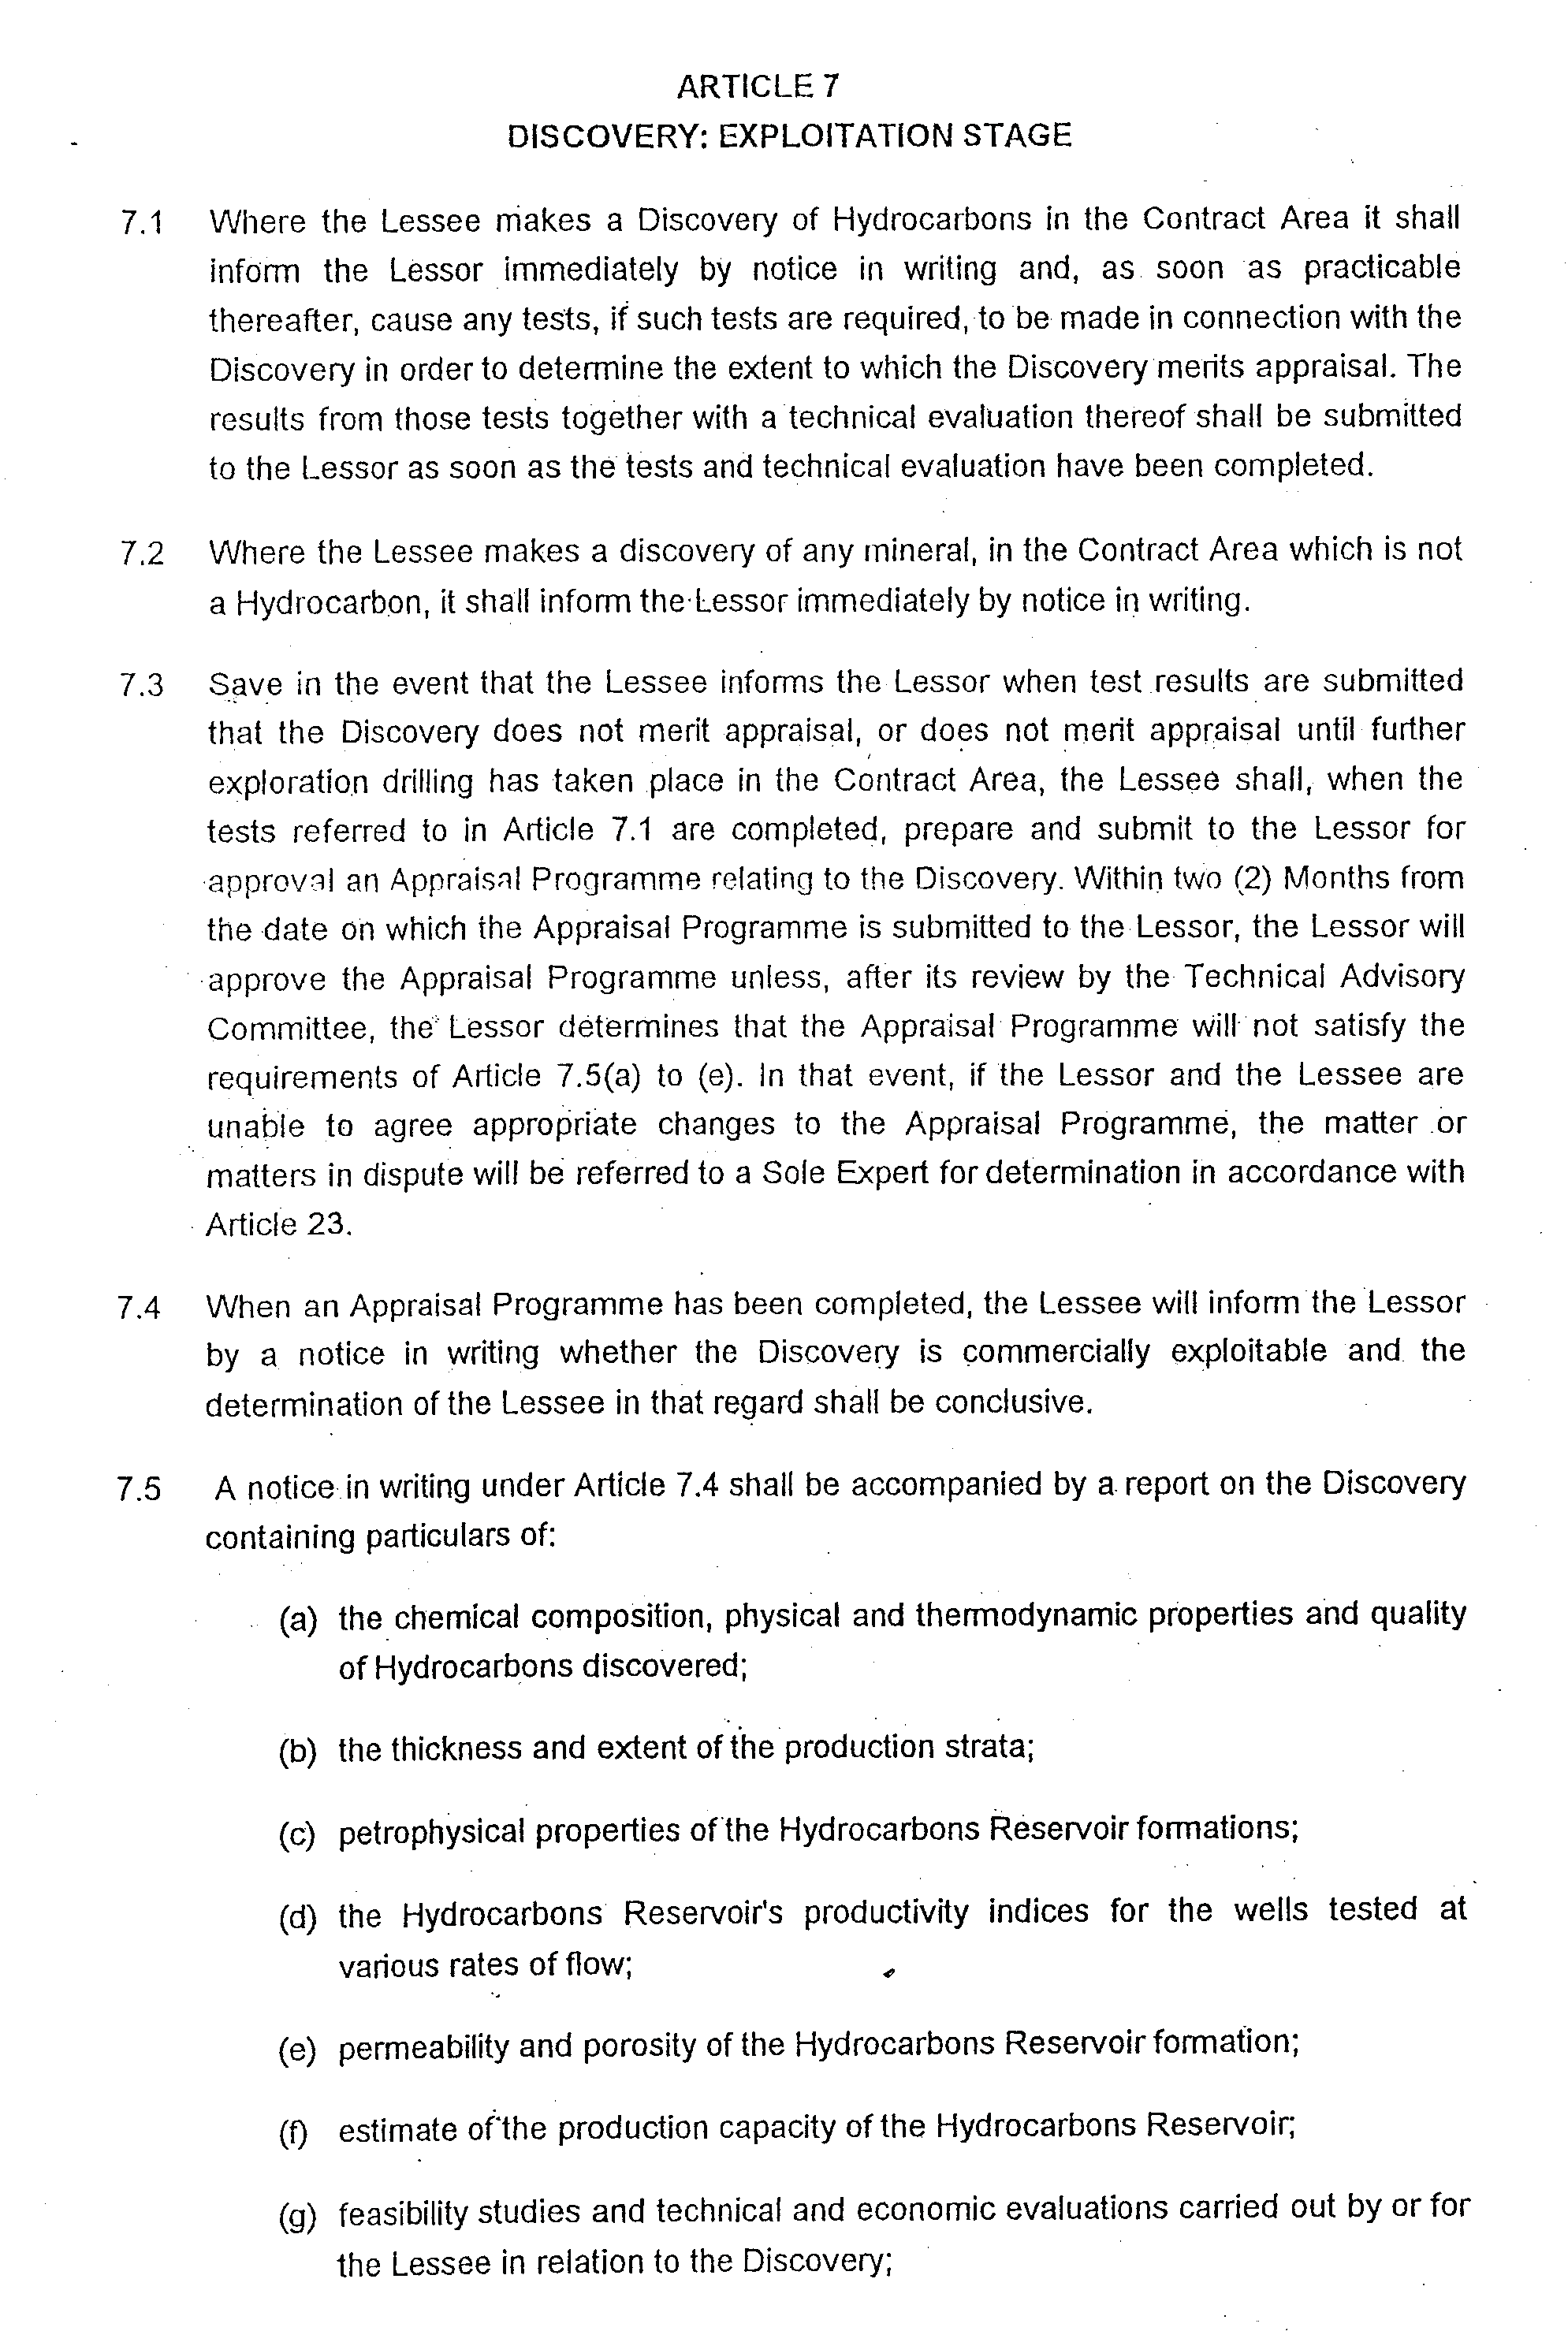 ARTICLE 7
DISCOVERY: EXPLOITATION STAGE
7.1 Where the Lessee makes a Discovery of Hydrocarbons in the Contract Area it shall
inform the Lessor immediately by notice in writing and, as soon as practicable
thereafter, cause any tests, if such tests are required, to be made in connection with the
Discovery in order to determine the extent to which the Discovery merits appraisal. The
results from those tests together with a technical evaluation thereof shall be submitted
to the Lessor as soon as the tests and technical evaluation have been completed.
7.2 Where the Lessee makes a discovery of any mineral, in the Contract Area which is not
a Hydrocarbon, it shall inform the Lessor immediately by notice in writing.
7.3 Save in the event that the Lessee informs the Lessor when test results are submitted
that the Discovery does not merit appraisal, or does not merit appraisal until further
exploration drilling has taken place in the Contract Area, the Lessee shall, when the
tests referred to in Article 7.1 are completed, prepare and submit to the Lessor for
approval an Appraisal Programme relating to the Discovery. Within two (2) Months from
the date on which the Appraisal Programme is submitted to the Lessor, the Lessor will
approve the Appraisal Programme unless, after its review by the Technical Advisory
Committee, the Lessor determines that the Appraisal Programme will not satisfy the
requirements of Article 7.5(a) to (e). In that event, if the Lessor and the Lessee are
unable to agree appropriate changes to the Appraisal Programme, the matter or
matters in dispute will be referred to a Sole Expert for determination in accordance with
Article 23.
7.4 When an Appraisal Programme has been completed, the Lessee will inform the Lessor
by a notice in writing whether the Discovery is commercially exploitable and the
determination of the Lessee in that regard shall be conclusive.
7.5 A notice in writing under Article 7.4 shall be accompanied by a report on the Discovery
containing particulars of:
(a) the chemical composition, physical and thermodynamic properties and quality
of Hydrocarbons discovered;
(b) the thickness and extent of the production strata;
(c) petrophysical properties of the Hydrocarbons Reservoir formations;
(d) the Hydrocarbons Reservoir's productivity indices for the wells tested at
various rates of flow;
(e) permeability and porosity of the Hydrocarbons Reservoir formation;
(f) estimate of the production capacity of the Hydrocarbons Reservoir;
(g) feasibility studies and technical and economic evaluations carried out by or for
the Lessee in relation to the Discovery;